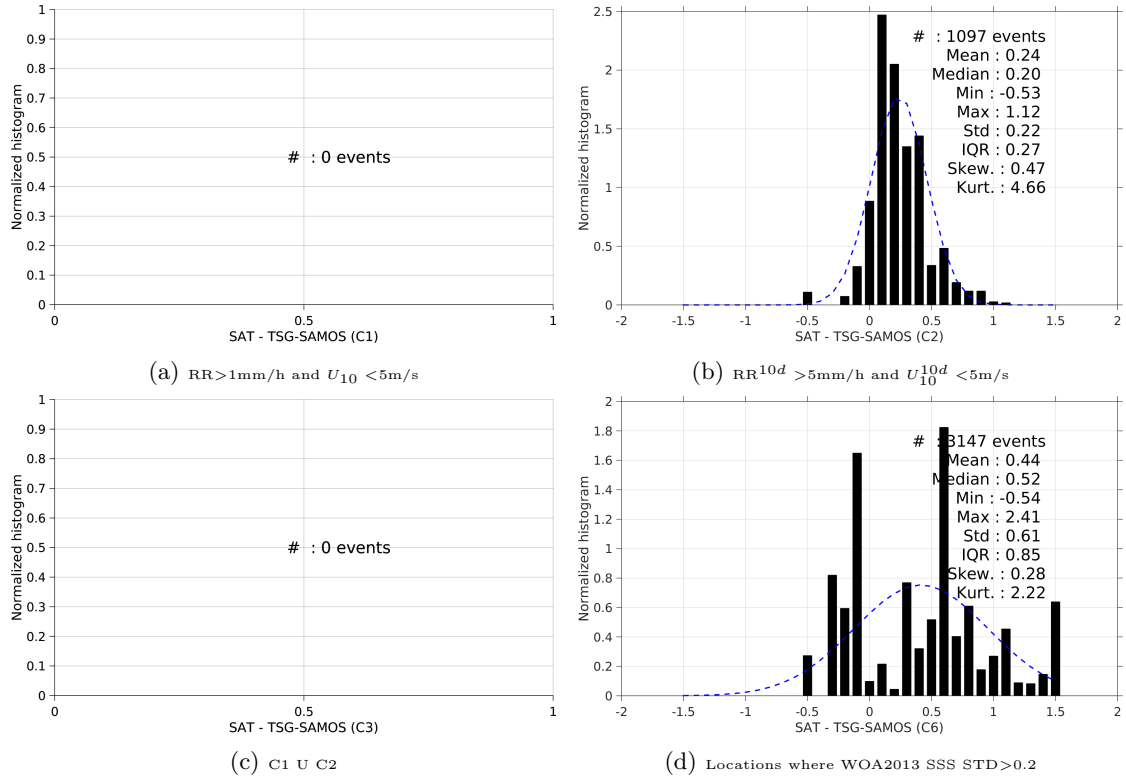 1
0.9
0.8
0.7
0.6
0.5
0.4
0.3
0.2
0.1
0
Normalized histogram
# : 0 events
0 0.5 1
SAT - TSG-SAMOS (C1)
(a) RR>1mm/h and U10 <5m/s
2.5
2
1.5
1
0.5
0
Normalized histogram
# : 1097 events
Mean : 0.24
Median : 0.20
Min : -0.53
Max : 1.12
Std : 0.22
IQR : 0.27
Skew. : 0.47
Kurt. : 4.66
-2 -1.5 -1 -0.5 0 0.5 1 1.5 2
SAT - TSG-SAMOS (C2)
(b) RR^10d >5mm/h and U10^10d <5m/s
1
0.9
0.8
0.7
0.6
0.5
0.4
0.3
0.2
0.1
0
Normalized histogram
# : 0 events
0 0.5 1
SAT - TSG-SAMOS (C3)
(c) C1 U C2
2
1.8
1.6
1.4
1.2
1
0.8
0.6
0.4
0.2
0
Normalized histogram
# : 3147 events
Mean : 0.44
Median : 0.52
Min : -0.54
Max : 2.41
Std : 0.61
IQR : 0.85
Skew. : 0.28
Kurt. : 2.22
-2 -1.5 -1 -0.5 0 0.5 1 1.5 2
SAT - TSG-SAMOS (C6)
(d) Locations where WOA2013 SSS STD>0.2